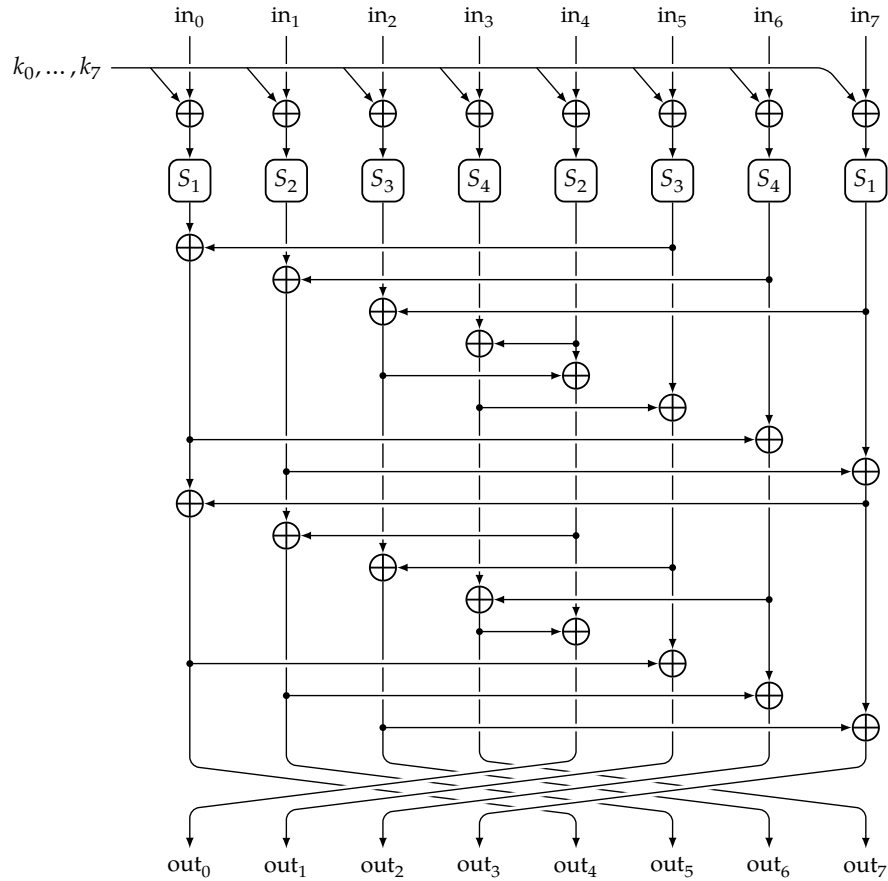 in₀ in₁ in₂ in₃ in₄ in₅ in₆ in₇
k₀, … , k₇
S₁ S₂ S₃ S₄ S₂ S₃ S₄ S₁
out₀ out₁ out₂ out₃ out₄ out₅ out₆ out₇